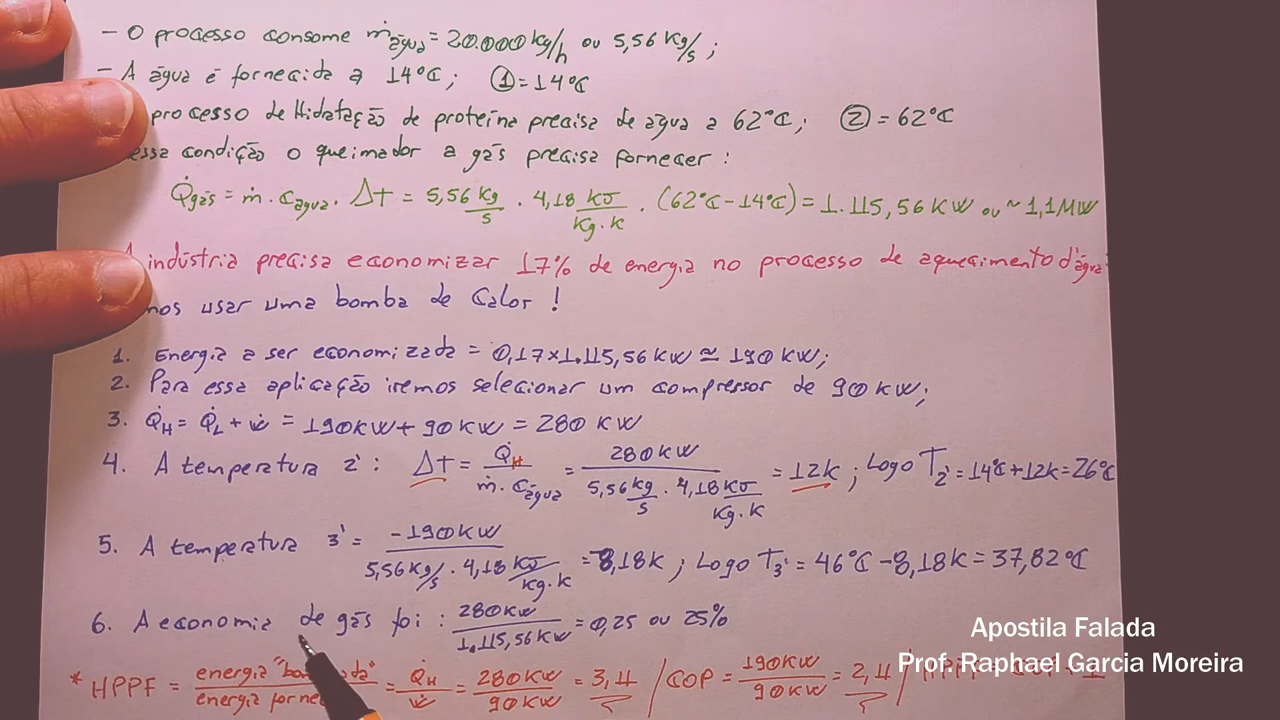 - O processo consome ṁ água = 20.000 kg/h ou 5,56 kg/s;
- A água é fornecida a 14°C; ① = 14°C
processo de Hidratação de proteína precisa de água a 62°C; ② = 62°C
essa condição o queimador a gás precisa fornecer:
Q̇gás = ṁ · Cágua · Δt = 5,56 kg/s · 4,18 kJ/kg·k · (62°C - 14°C) = 1.115,56 kW ou ~ 1,1 MW
A indústria precisa economizar 17% de energia no processo de aquecimento d'água
mos usar uma bomba de calor!
1. Energia a ser economizada = 0,17 x 1.115,56 kW ≅ 190 kW;
2. Para essa aplicação iremos selecionar um compressor de 90 kW;
3. Q̇H = Q̇L + ẇ = 190 kW + 90 kW = 280 kW
4. A temperatura 2': Δt = Q̇H / ṁ · Cágua = 280 kW / 5,56 kg/s · 4,18 kJ/kg·k = 12k; Logo T2' = 14°C + 12k = 26°C
5. A temperatura 3' = -190 kW / 5,56 kg/s · 4,18 kJ/kg·k = -8,18k; Logo T3' = 46°C - 8,18k = 37,82°C
6. A economia de gás foi: 280 kW / 1.115,56 kW = 0,25 ou 25%
* HPPF = energia / energia = Q̇H / ẇ = 280 kW / 90 kW = 3,11 / COP = 190 kW / 90 kW = 2,11 /
Apostila Falada
Prof. Raphael Garcia Moreira